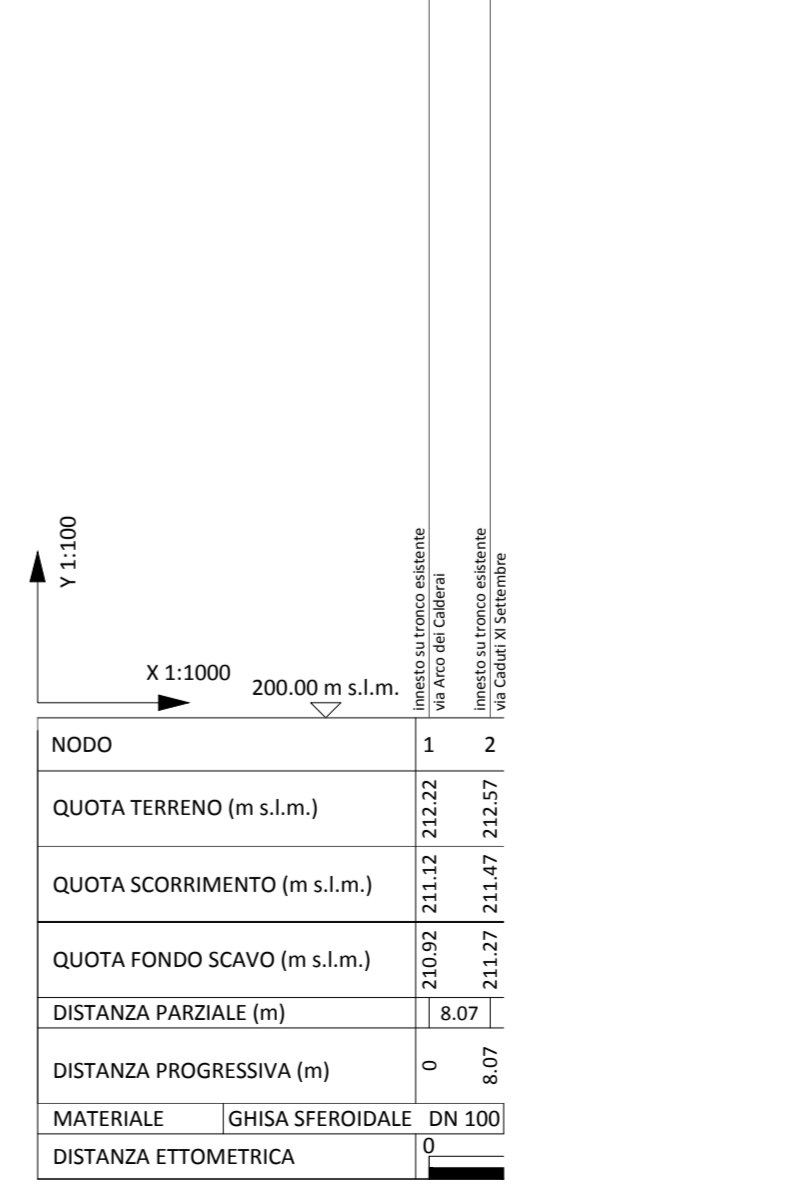 Y 1:100
X 1:1000
200.00 m s.l.m.
innesto su tronco esistente
via Arco dei Calderai
innesto su tronco esistente
via Caduti XI Settembre
NODO 1 2
QUOTA TERRENO (m s.l.m.) 212.22 212.57
QUOTA SCORRIMENTO (m s.l.m.) 211.12 211.47
QUOTA FONDO SCAVO (m s.l.m.) 210.92 211.27
DISTANZA PARZIALE (m) 8.07
DISTANZA PROGRESSIVA (m) 0 8.07
MATERIALE GHISA SFEROIDALE DN 100
DISTANZA ETTOMETRICA 0